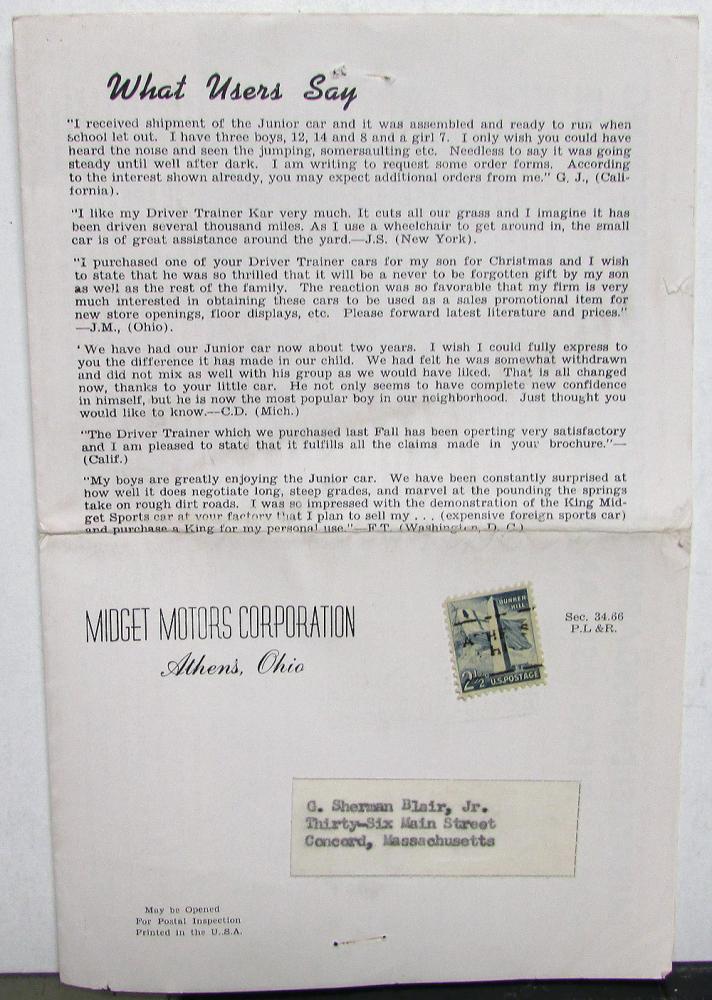 What Users Say
"I received shipment of the Junior car and it was assembled and ready to run when
school let out. I have three boys, 12, 14 and 8 and a girl 7. I only wish you could have
heard the noise and seen the jumping, somersaulting etc. Needless to say it was going
steady until well after dark. I am writing to request some order forms. According
to the interest shown already, you may expect additional orders from me." G. J., (Cali-
fornia).
"I like my Driver Trainer Kar very much. It cuts all our grass and I imagine it has
been driven several thousand miles. As I use a wheelchair to get around in, the small
car is of great assistance around the yard.—J.S. (New York).
"I purchased one of your Driver Trainer cars for my son for Christmas and I wish
to state that he was so thrilled that it will be a never to be forgotten gift by my son
as well as the rest of the family. The reaction was so favorable that my firm is very
much interested in obtaining these cars to be used as a sales promotional item for
new store openings, floor displays, etc. Please forward latest literature and prices."
—J.M., (Ohio).
'We have had our Junior car now about two years. I wish I could fully express to
you the difference it has made in our child. We had felt he was somewhat withdrawn
and did not mix as well with his group as we would have liked. That is all changed
now, thanks to your little car. He not only seems to have complete new confidence
in himself, but he is now the most popular boy in our neighborhood. Just thought you
would like to know.—C.D. (Mich.)
"The Driver Trainer which we purchased last Fall has been operting very satisfactory
and I am pleased to state that it fulfills all the claims made in your brochure."—
(Calif.)
"My boys are greatly enjoying the Junior car. We have been constantly surprised at
how well it does negotiate long, steep grades, and marvel at the pounding the springs
take on rough dirt roads. I was so impressed with the demonstration of the King Mid-
get Sports car at your factory that I plan to sell my . . . (expensive foreign sports car)
and purchase a King for my personal use."—F.T. (Washington, D. C.)
MIDGET MOTORS CORPORATION
Athens, Ohio
BUNKER
HILL
2½¢ U.S. POSTAGE
Sec. 34.66
P.L &R.
G. Sherman Blair, Jr.
Thirty-Six Main Street
Concord, Massachusetts
May be Opened
For Postal Inspection
Printed in the U..S.A.